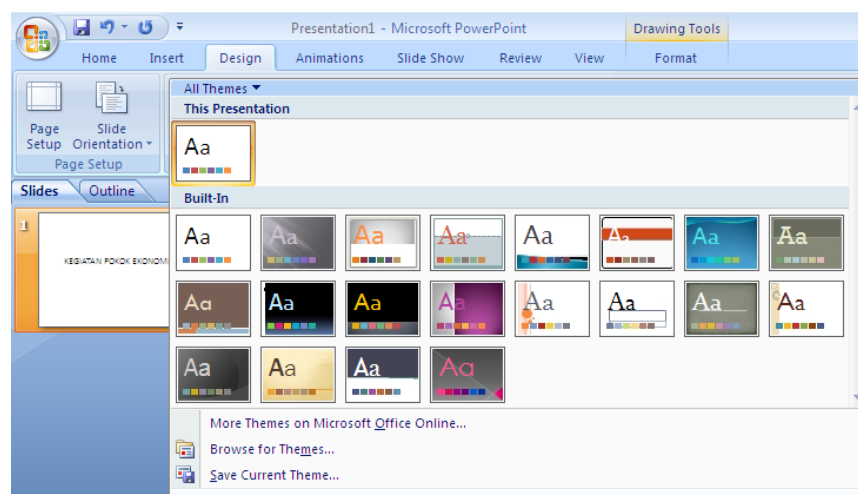 Presentation1 - Microsoft PowerPoint
Drawing Tools
Home Insert Design Animations Slide Show Review View Format
All Themes
This Presentation
Page Setup
Slide Orientation
Page Setup
Aa
Slides Outline
Built-In
1
KEGIATAN POKOK EKONOMI
Aa Aa Aa Aa Aa Aa Aa Aa
Aa Aa Aa Aa Aa Aa Aa Aa
Aa Aa Aa Aa
More Themes on Microsoft Office Online...
Browse for Themes...
Save Current Theme...